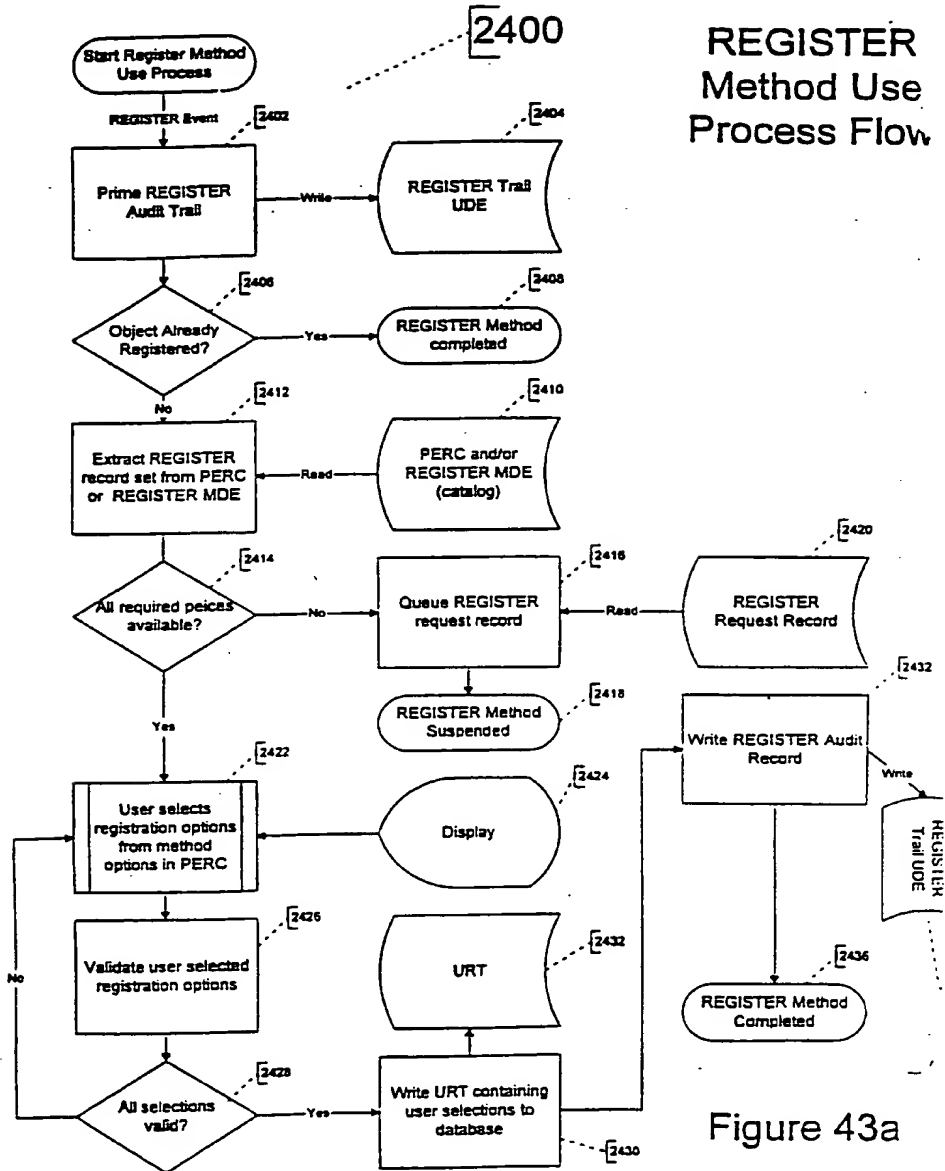 2400
REGISTER
Method Use
Process Flow
Start Register Method
Use Process
REGISTER Event
2402
Prime REGISTER
Audit Trail
Write
2404
REGISTER Trail
UDE
2406
Object Already
Registered?
Yes
2408
REGISTER Method
completed
No
2412
Extract REGISTER
record set from PERC
or REGISTER MDE
Read
2410
PERC and/or
REGISTER MDE
(catalog)
2414
All required peices
available?
No
2416
Queue REGISTER
request record
Read
2420
REGISTER
Request Record
2418
REGISTER Method
Suspended
Yes
2422
User selects
registration options
from method
options in PERC
2424
Display
2432
Write REGISTER Audit
Record
Write
REGISTER
Trail UDE
2426
Validate user selected
registration options
No
2432
URT
2436
REGISTER Method
Completed
2428
All selections
valid?
Yes
Write URT containing
user selections to
database
2430
Figure 43a